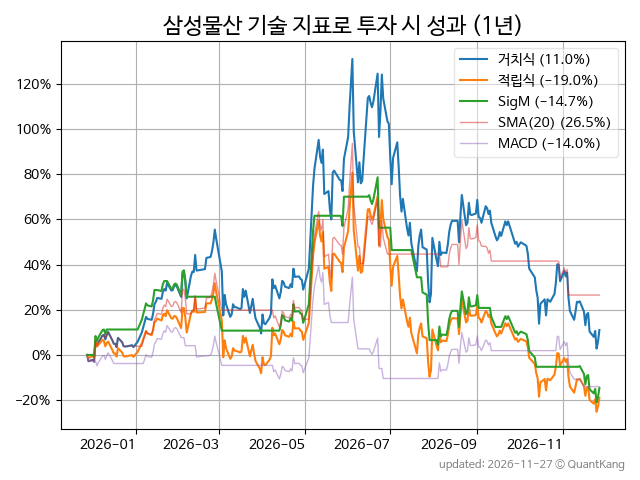 삼성물산 기술 지표로 투자 시 성과 (1년)
거치식 (11.0%)
적립식 (−19.0%)
SigM (−14.7%)
SMA(20) (26.5%)
MACD (−14.0%)
120%
100%
80%
60%
40%
20%
0%
−20%
2026-01
2026-03
2026-05
2026-07
2026-09
2026-11
updated: 2026-11-27 © QuantKang